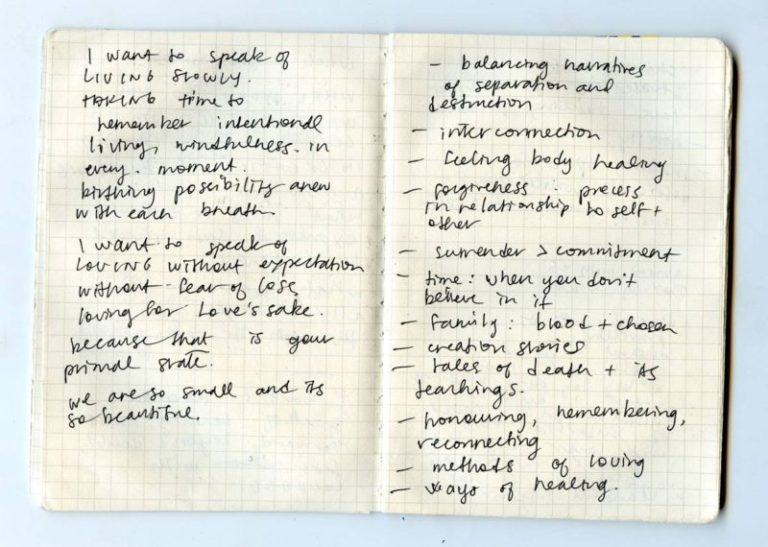 I want to speak of
LIVING SLOWLY.
TAKING time to
remember intentional
living, mindfulness. in
every. moment.
birthing possibility anew
with each breath.
I want to speak of
LOVING without expectation
without fear of loss
loving for Love's sake.
because that is your
primal state.
we are so small and its
so beautiful.
- balancing narratives
of separation and
destruction
- interconnection
- feeling body healing
- forgiveness : process
in relationship to self +
other
- surrender > commitment
- time : when you don't
believe in it
- family : blood + chosen
- creation stories
- tales of death + its
teachings.
- honouring, remembering,
reconnecting
- methods of loving
- ways of healing.